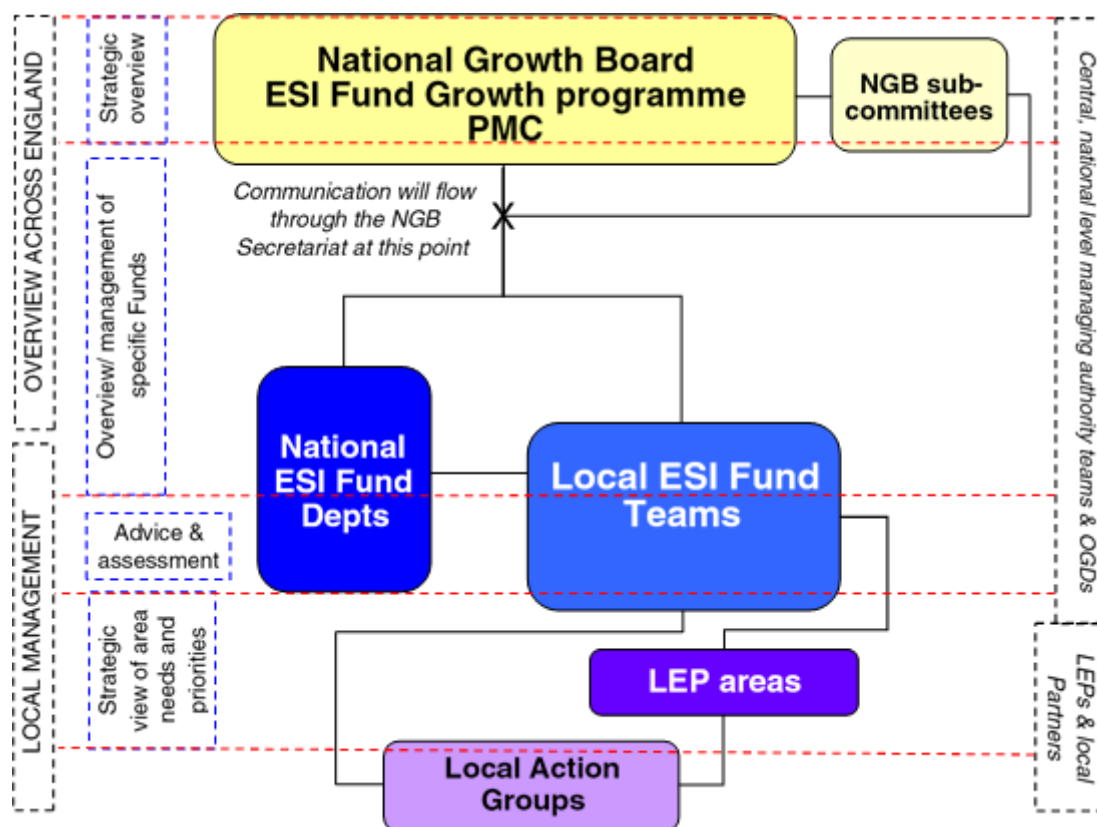 OVERVIEW ACROSS ENGLAND
Strategic
overview
National Growth Board
ESI Fund Growth programme
PMC
NGB sub-
committees
Central, national level managing authority teams & OGDs
Communication will flow
through the NGB
Secretariat at this point
X
Overview/ management of
specific Funds
National
ESI Fund
Depts
Local ESI Fund
Teams
LOCAL MANAGEMENT
Advice &
assessment
Strategic
view of area
needs and
priorities
LEP areas
LEPs & local
Partners
Local Action
Groups